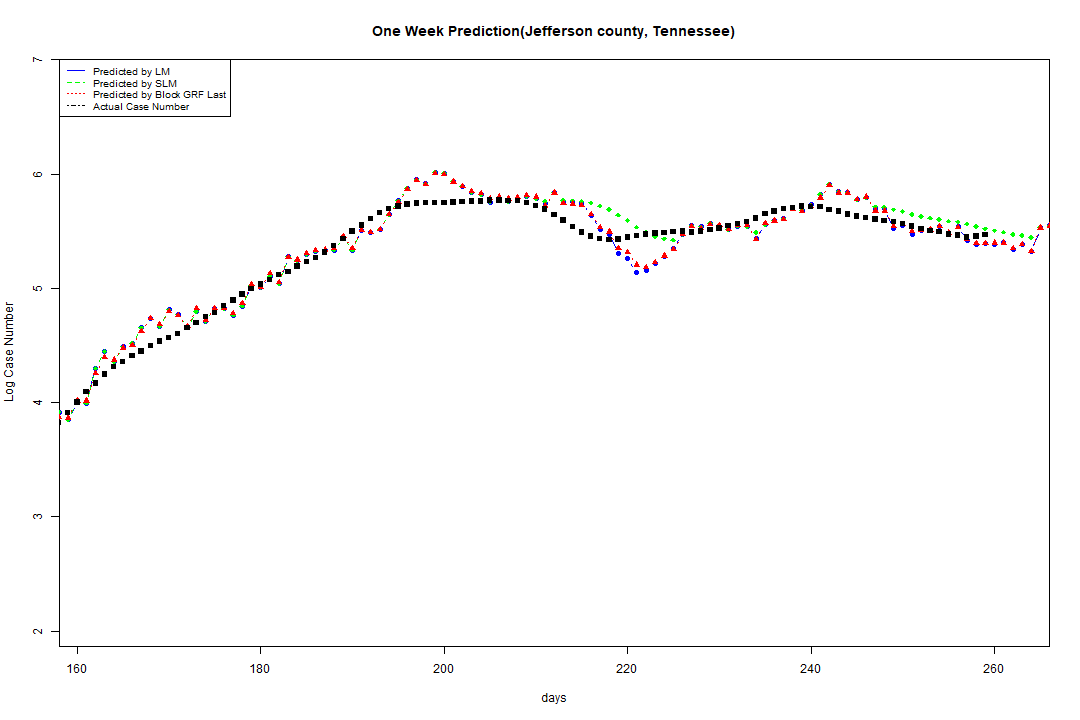 One Week Prediction(Jefferson county, Tennessee)
Predicted by LM
Predicted by SLM
Predicted by Block GRF Last
Actual Case Number
7
6
5
4
3
2
Log Case Number
160 180 200 220 240 260
days